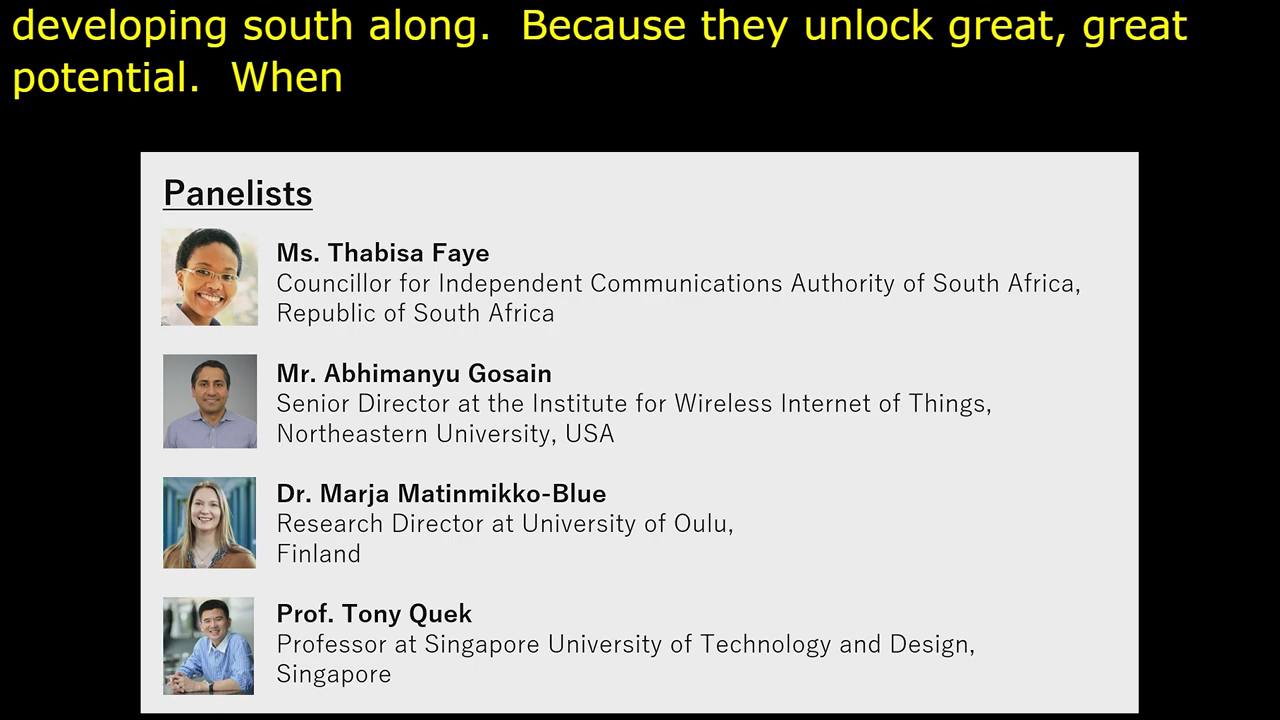 developing south along.  Because they unlock great, great
potential.  When
Panelists
Ms. Thabisa Faye
Councillor for Independent Communications Authority of South Africa,
Republic of South Africa
Mr. Abhimanyu Gosain
Senior Director at the Institute for Wireless Internet of Things,
Northeastern University, USA
Dr. Marja Matinmikko-Blue
Research Director at University of Oulu,
Finland
Prof. Tony Quek
Professor at Singapore University of Technology and Design,
Singapore